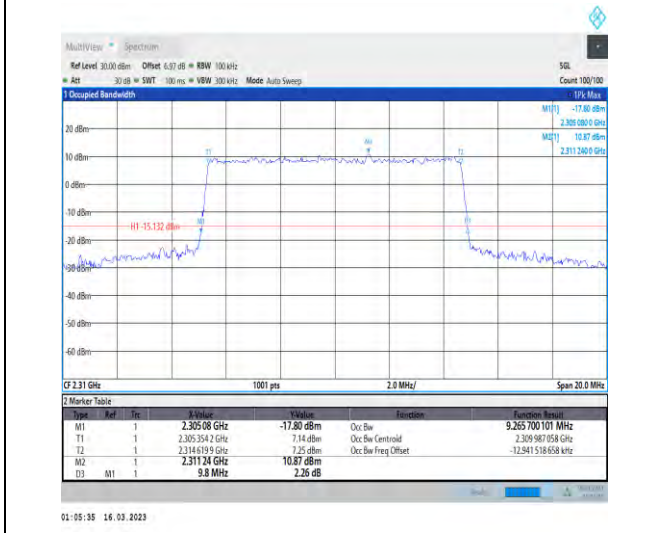 MultiView Spectrum
Ref Level 30.00 dBm Offset 6.97 dB RBW 100 kHz SGL
Att 30 dB SWT 100 ms VBW 300 kHz Mode Auto Sweep Count 100/100
1 Occupied Bandwidth 1Pk Max
M1[1] -17.80 dBm
2.305 080 0 GHz
M2[1] 10.87 dBm
2.311 240 0 GHz
20 dBm
10 dBm
T1
M2
T2
0 dBm
-10 dBm
H1 -15.132 dBm
M1
-20 dBm
-30 dBm
-40 dBm
-50 dBm
-60 dBm
CF 2.31 GHz 1001 pts 2.0 MHz/ Span 20.0 MHz
2 Marker Table
Type Ref Trc X-Value Y-Value Function Function Result
M1 1 2.30508 GHz -17.80 dBm Occ Bw 9.265 700 101 MHz
T1 1 2.305 354 2 GHz 7.14 dBm Occ Bw Centroid 2.309 987 058 GHz
T2 1 2.314 619 9 GHz 7.25 dBm Occ Bw Freq Offset -12.941 518 658 kHz
M2 1 2.31124 GHz 10.87 dBm
D3 M1 1 9.8 MHz 2.26 dB
01:05:35 16.03.2023